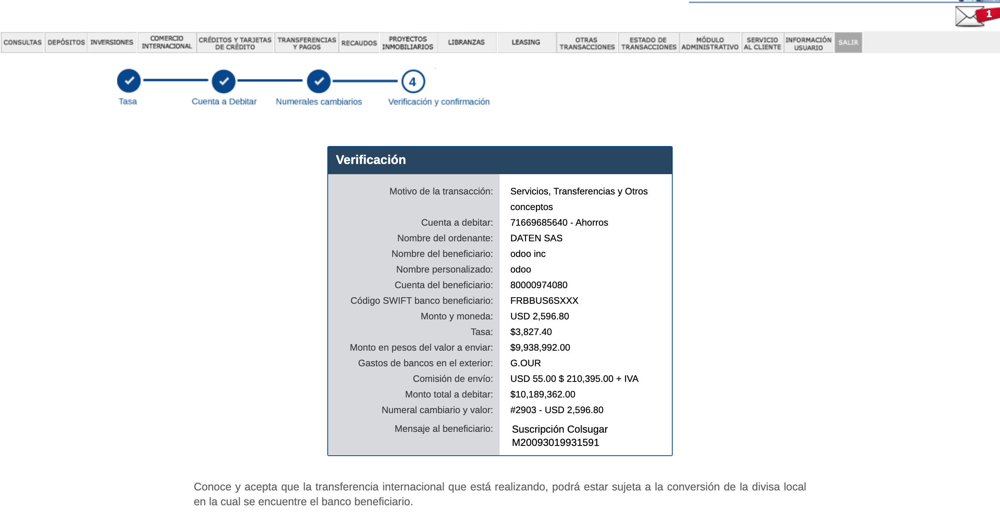 1
CONSULTAS
DEPÓSITOS
INVERSIONES
COMERCIO
INTERNACIONAL
CRÉDITOS Y TARJETAS
DE CRÉDITO
TRANSFERENCIAS
Y PAGOS
RECAUDOS
PROYECTOS
INMOBILIARIOS
LIBRANZAS
LEASING
OTRAS
TRANSACCIONES
ESTADO DE
TRANSACCIONES
MÓDULO
ADMINISTRATIVO
SERVICIO
AL CLIENTE
INFORMACIÓN
USUARIO
SALIR
4
Tasa
Cuenta a Debitar
Numerales cambiarios
Verificación y confirmación
Verificación
Motivo de la transacción: Servicios, Transferencias y Otros
conceptos
Cuenta a debitar: 71669685640 - Ahorros
Nombre del ordenante: DATEN SAS
Nombre del beneficiario: odoo inc
Nombre personalizado: odoo
Cuenta del beneficiario: 80000974080
Código SWIFT banco beneficiario: FRBBUS6SXXX
Monto y moneda: USD 2,596.80
Tasa: $3,827.40
Monto en pesos del valor a enviar: $9,938,992.00
Gastos de bancos en el exterior: G.OUR
Comisión de envío: USD 55.00 $ 210,395.00 + IVA
Monto total a debitar: $10,189,362.00
Numeral cambiario y valor: #2903 - USD 2,596.80
Mensaje al beneficiario: Suscripción Colsugar
M20093019931591
Conoce y acepta que la transferencia internacional que está realizando, podrá estar sujeta a la conversión de la divisa local
en la cual se encuentre el banco beneficiario.